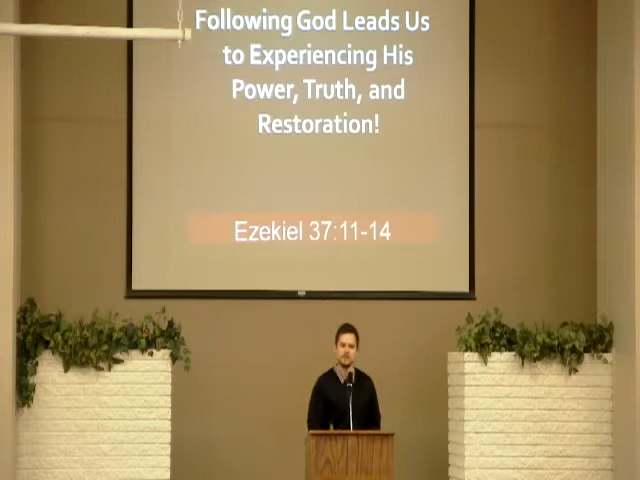 Following God Leads Us
to Experiencing His
Power, Truth, and
Restoration!
Ezekiel 37:11-14